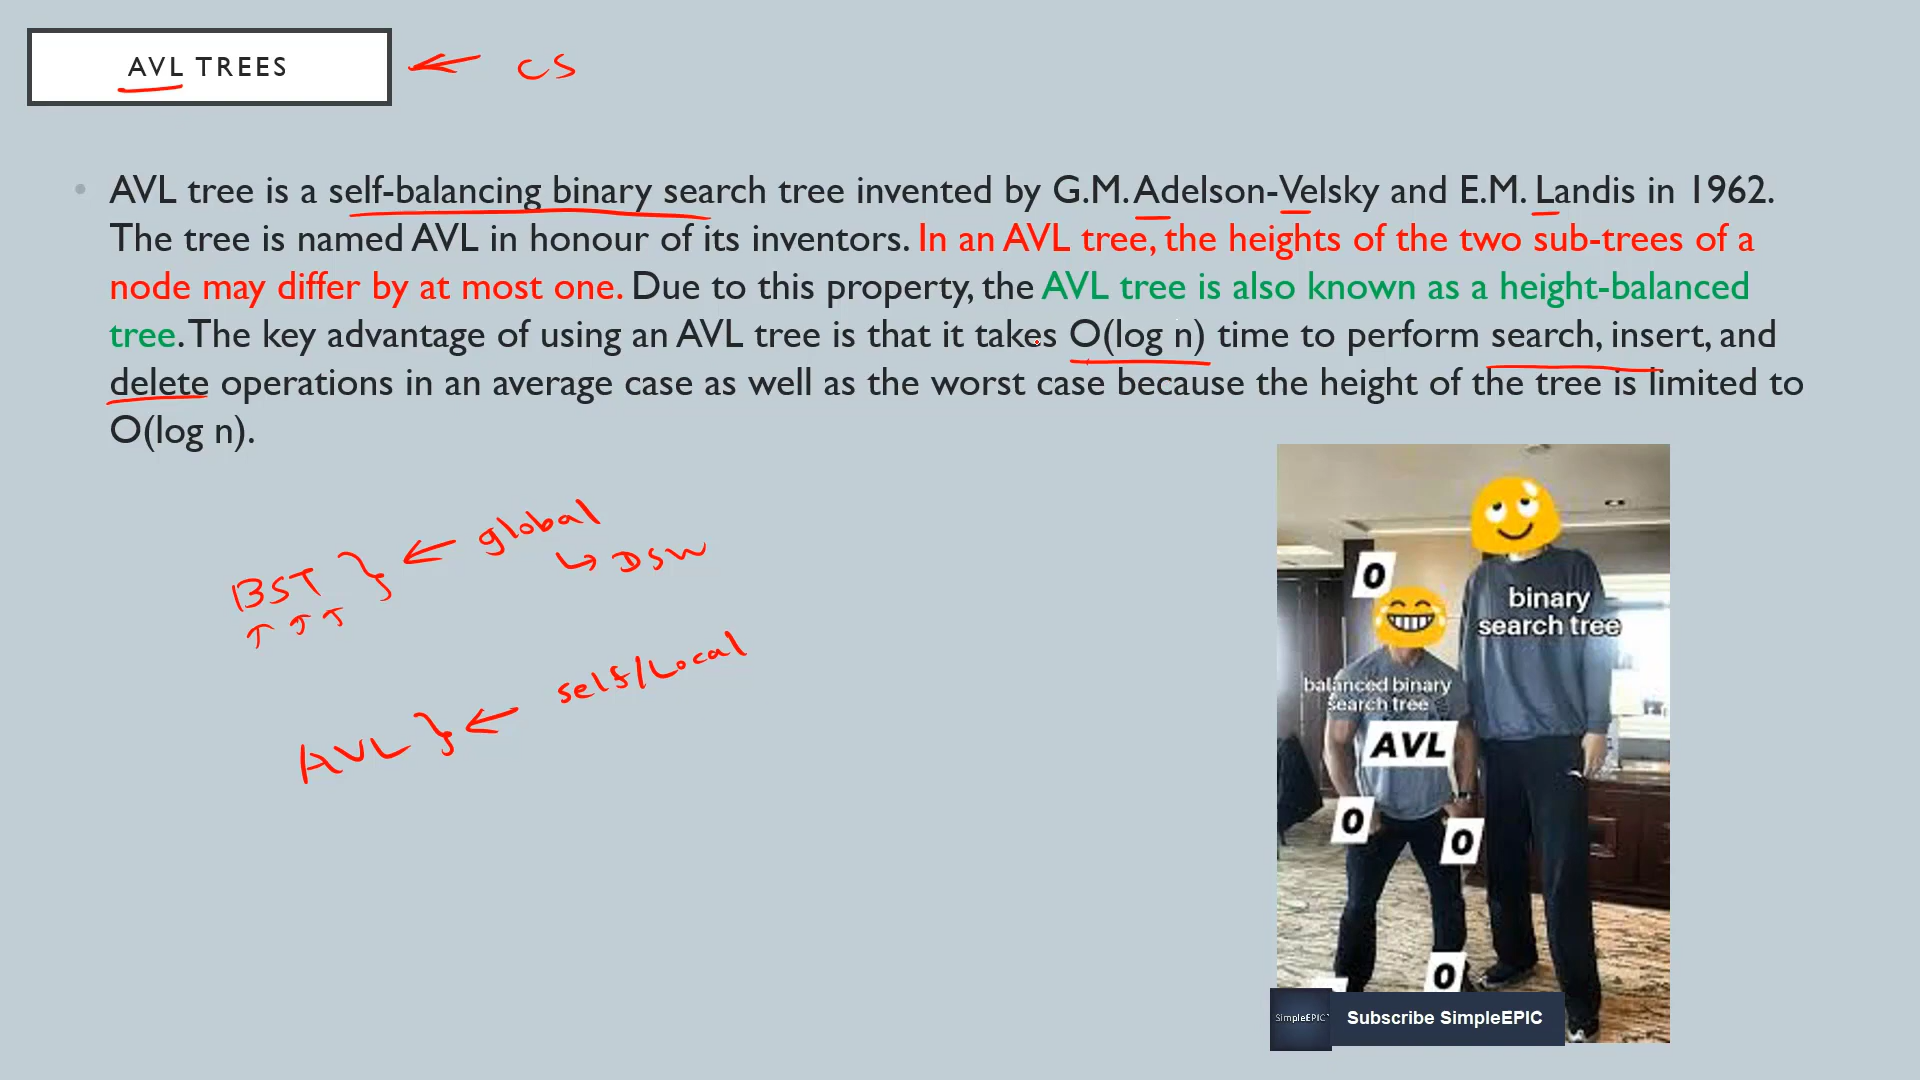 AVL TREES
CS
AVL tree is a self-balancing binary search tree invented by G.M. Adelson-Velsky and E.M. Landis in 1962.
The tree is named AVL in honour of its inventors. In an AVL tree, the heights of the two sub-trees of a
node may differ by at most one. Due to this property, the AVL tree is also known as a height-balanced
tree. The key advantage of using an AVL tree is that it takes O(log n) time to perform search, insert, and
delete operations in an average case as well as the worst case because the height of the tree is limited to
O(log n).
global
DSW
BST
self/Local
AVL
0
binary
search tree
balanced binary
search tree
AVL
0
0
0
SimpleEPIC
Subscribe SimpleEPIC